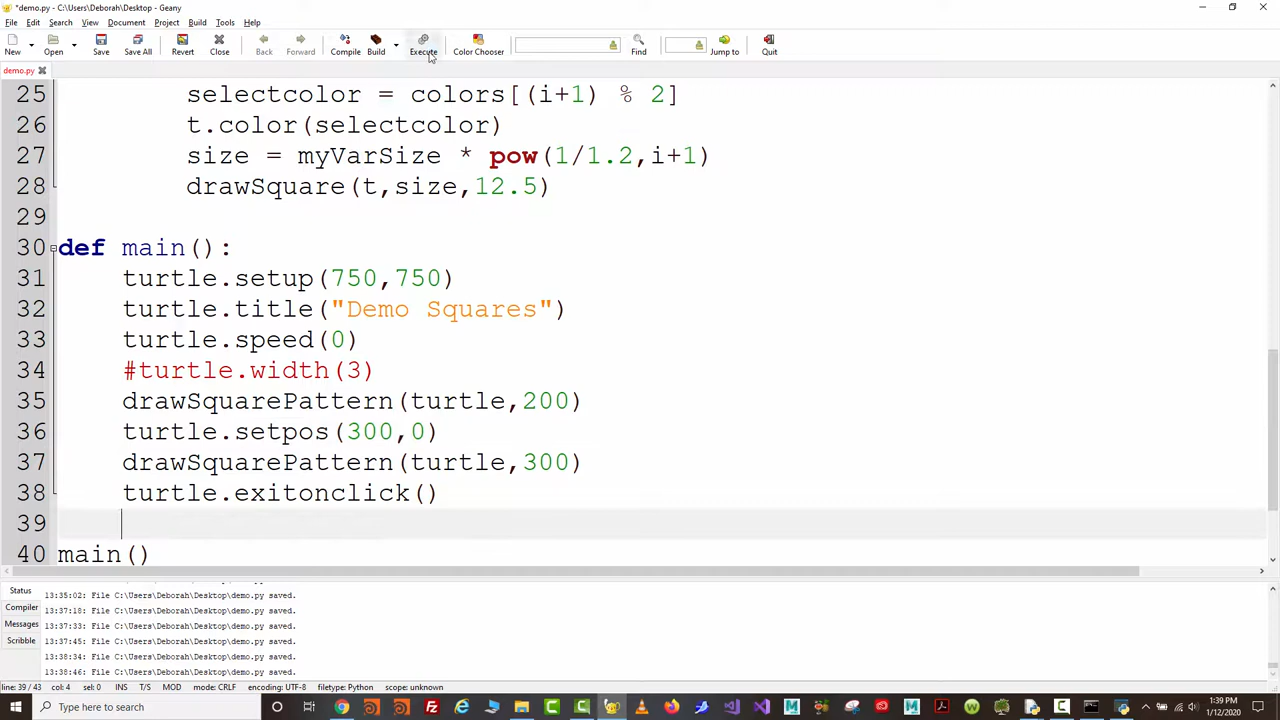 *demo.py - C:\Users\Deborah\Desktop - Geany
File Edit Search View Document Project Build Tools Help
New Open Save Save All Revert Close Back Forward Compile Build Execute Color Chooser Find Jump to Quit
demo.py
25 selectcolor = colors[(i+1) % 2]
26 t.color(selectcolor)
27 size = myVarSize * pow(1/1.2,i+1)
28 drawSquare(t,size,12.5)
29
30 def main():
31 turtle.setup(750,750)
32 turtle.title("Demo Squares")
33 turtle.speed(0)
34 #turtle.width(3)
35 drawSquarePattern(turtle,200)
36 turtle.setpos(300,0)
37 drawSquarePattern(turtle,300)
38 turtle.exitonclick()
39
40 main()
Status
13:35:02: File C:\Users\Deborah\Desktop\demo.py saved.
Compiler
13:37:18: File C:\Users\Deborah\Desktop\demo.py saved.
Messages
13:37:33: File C:\Users\Deborah\Desktop\demo.py saved.
Scribble
13:37:45: File C:\Users\Deborah\Desktop\demo.py saved.
13:38:34: File C:\Users\Deborah\Desktop\demo.py saved.
13:38:46: File C:\Users\Deborah\Desktop\demo.py saved.
line: 39 / 43 col: 4 sel: 0 INS T/S MOD mode: CRLF encoding: UTF-8 filetype: Python scope: unknown
Type here to search
1:39 PM
1/12/2020